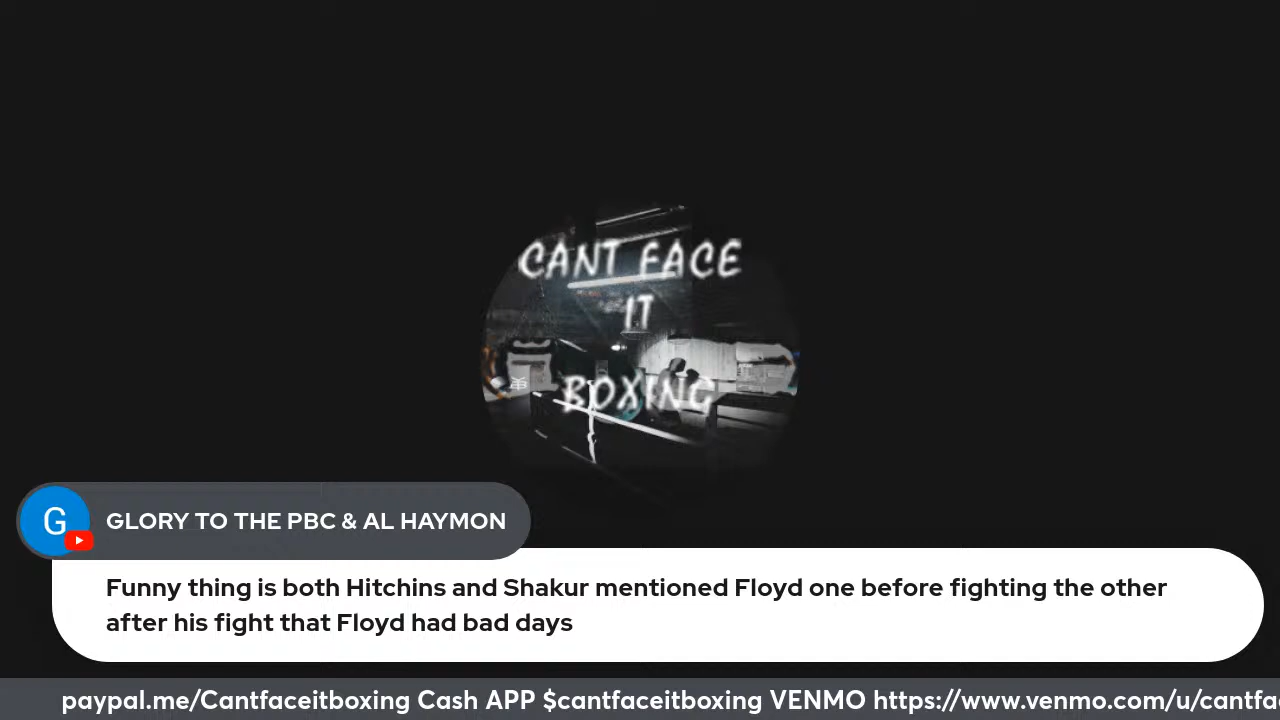 CANT FACE
IT
BOXING
G
GLORY TO THE PBC & AL HAYMON
Funny thing is both Hitchins and Shakur mentioned Floyd one before fighting the other
after his fight that Floyd had bad days
paypal.me/Cantfaceitboxing Cash APP $cantfaceitboxing VENMO https://www.venmo.com/u/cantfa